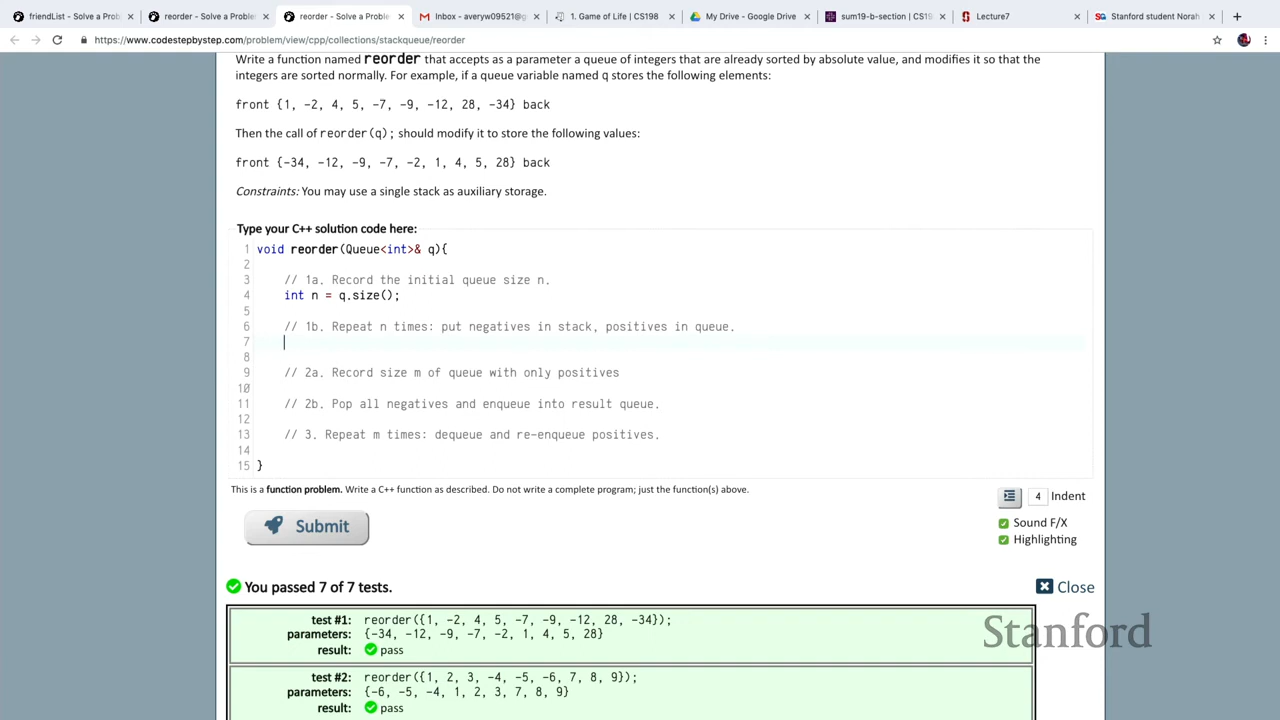 friendList - Solve a Proble
reorder - Solve a Proble
reorder - Solve a Proble
Inbox - averyw09521@g
1. Game of Life | CS198
My Drive - Google Drive
sum19-b-section | CS19
Lecture7
Stanford student Norah
https://www.codestepbystep.com/problem/view/cpp/collections/stackqueue/reorder
Write a function named reorder that accepts as a parameter a queue of integers that are already sorted by absolute value, and modifies it so that the
integers are sorted normally. For example, if a queue variable named q stores the following elements:
front {1, -2, 4, 5, -7, -9, -12, 28, -34} back
Then the call of reorder(q); should modify it to store the following values:
front {-34, -12, -9, -7, -2, 1, 4, 5, 28} back
Constraints: You may use a single stack as auxiliary storage.
Type your C++ solution code here:
1 void reorder(Queue<int>& q){
2
3 // 1a. Record the initial queue size n.
4 int n = q.size();
5
6 // 1b. Repeat n times: put negatives in stack, positives in queue.
7
8
9 // 2a. Record size m of queue with only positives
10
11 // 2b. Pop all negatives and enqueue into result queue.
12
13 // 3. Repeat m times: dequeue and re-enqueue positives.
14
15 }
This is a function problem. Write a C++ function as described. Do not write a complete program; just the function(s) above.
4 Indent
Submit
Sound F/X
Highlighting
You passed 7 of 7 tests.
Close
test #1: reorder({1, -2, 4, 5, -7, -9, -12, 28, -34});
parameters: {-34, -12, -9, -7, -2, 1, 4, 5, 28}
result: pass
Stanford
test #2: reorder({1, 2, 3, -4, -5, -6, 7, 8, 9});
parameters: {-6, -5, -4, 1, 2, 3, 7, 8, 9}
result: pass